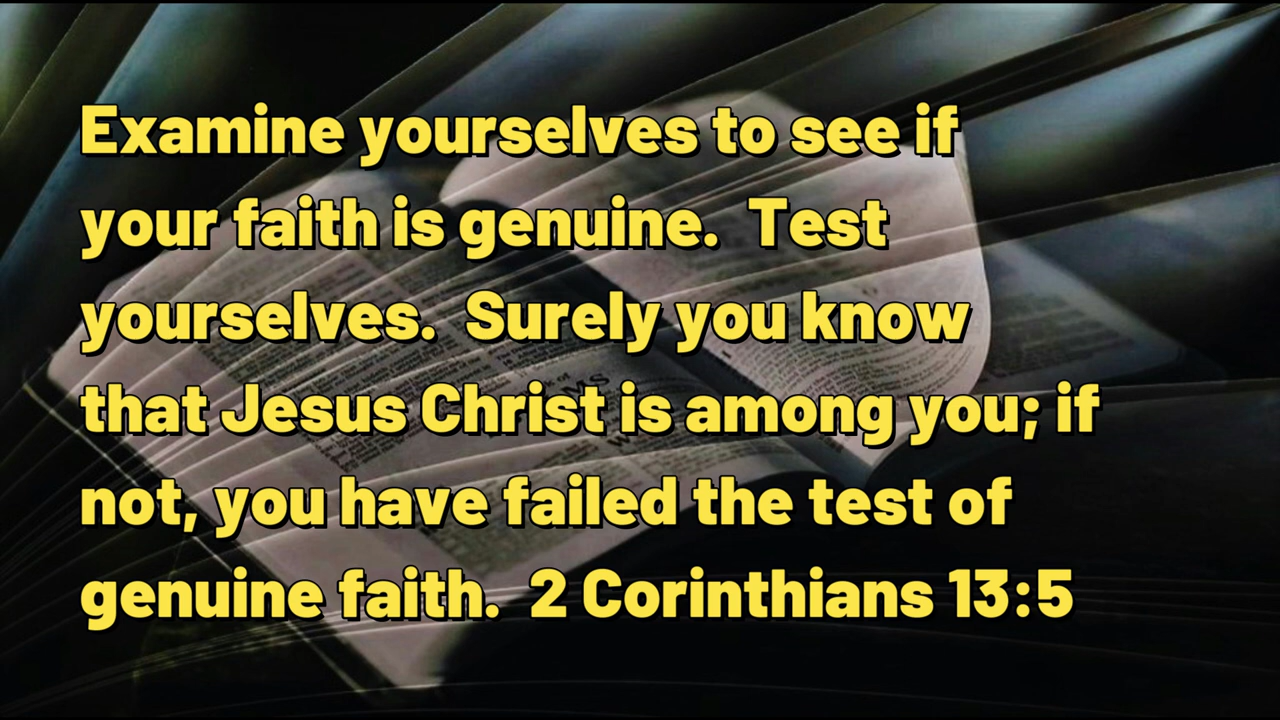 Examine yourselves to see if
your faith is genuine.  Test
yourselves.  Surely you know
that Jesus Christ is among you; if
not, you have failed the test of
genuine faith.  2 Corinthians 13:5